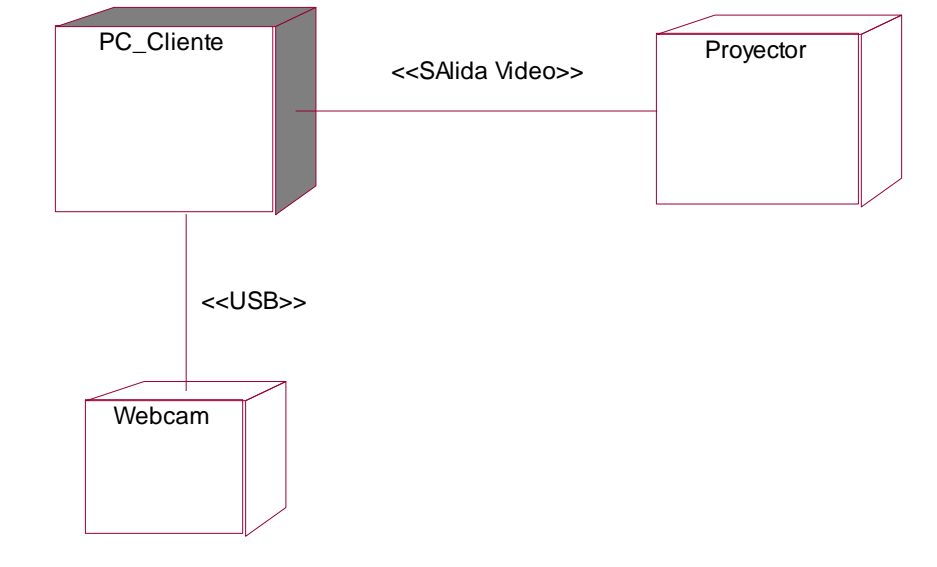 PC_Cliente
<<SAlida Video>>
Proyector
<<USB>>
Webcam